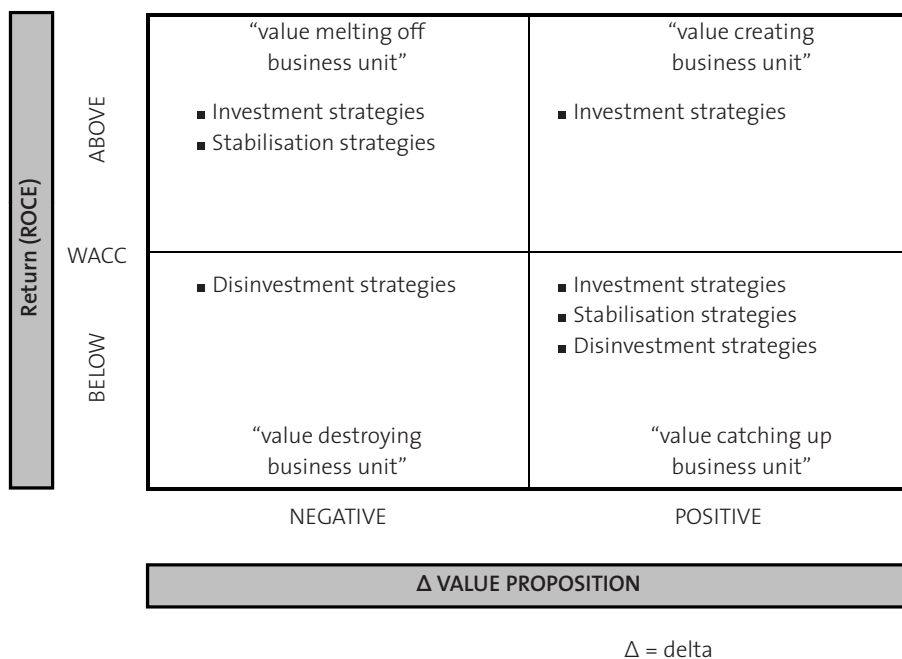 “value melting off
business unit”
“value creating
business unit”
▪ Investment strategies
▪ Stabilisation strategies
▪ Investment strategies
Return (ROCE)
ABOVE
WACC
BELOW
▪ Disinvestment strategies
▪ Investment strategies
▪ Stabilisation strategies
▪ Disinvestment strategies
“value destroying
business unit”
“value catching up
business unit”
NEGATIVE
POSITIVE
Δ VALUE PROPOSITION
Δ = delta